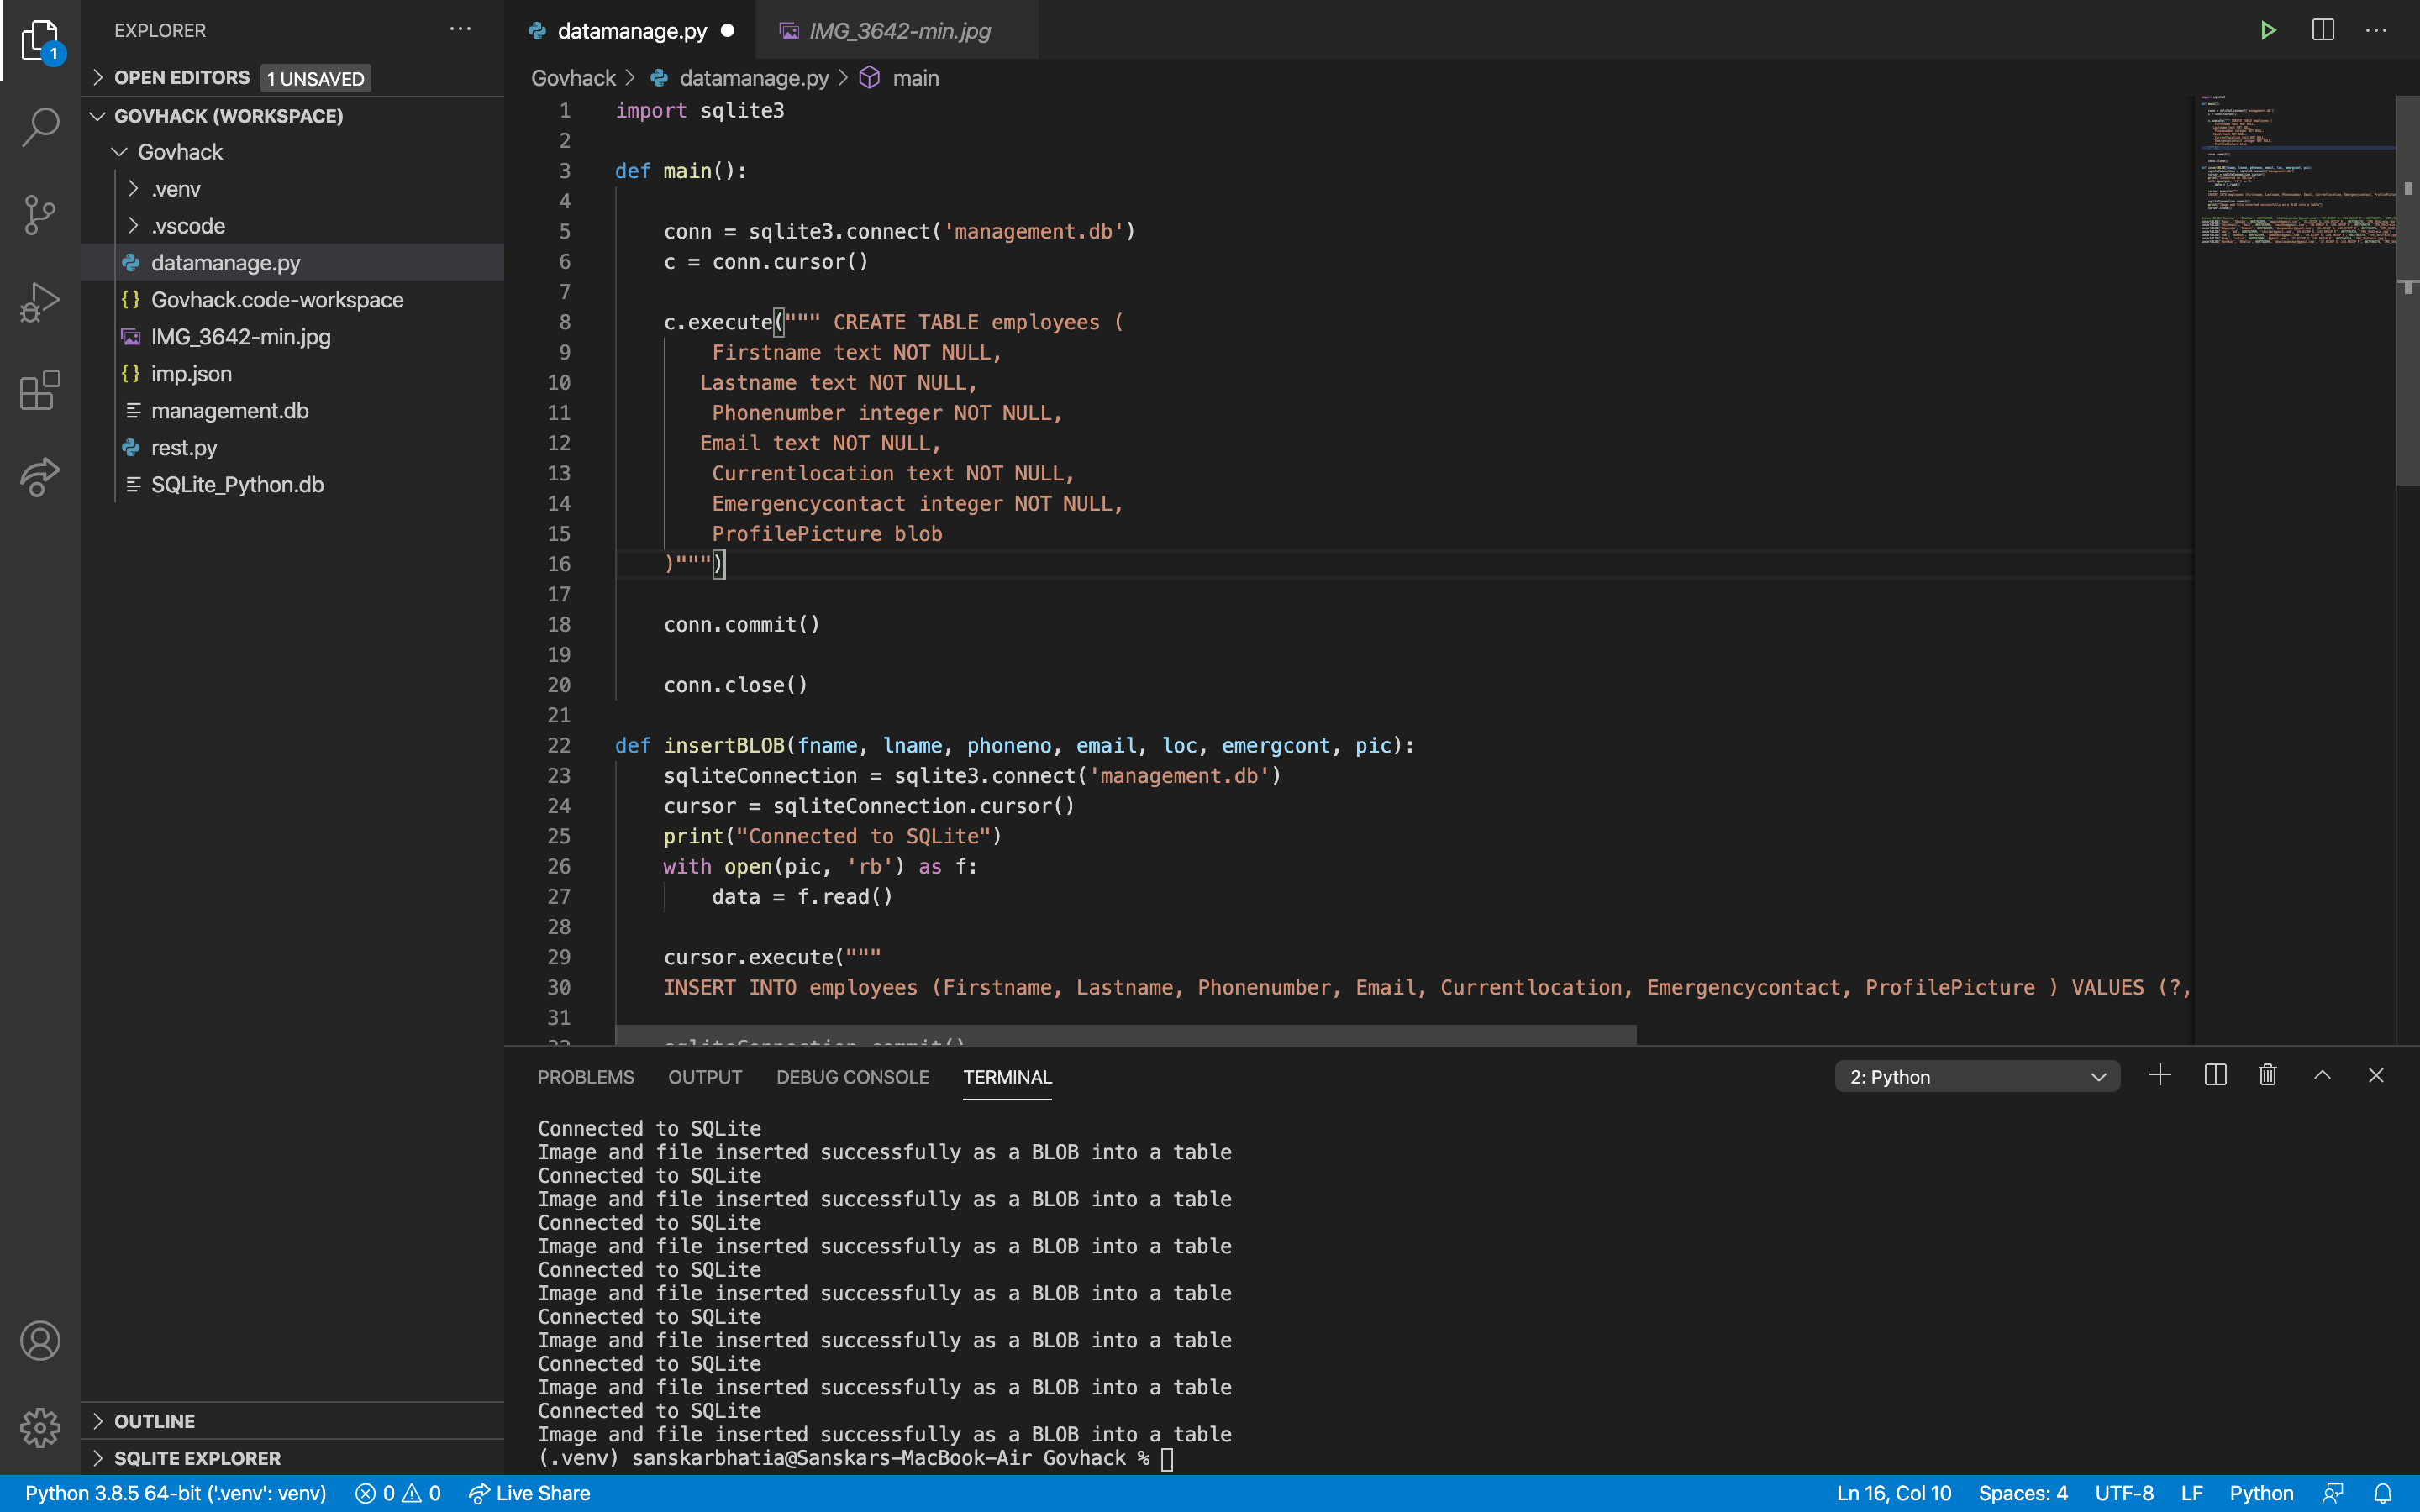 EXPLORER
OPEN EDITORS 1 UNSAVED
GOVHACK (WORKSPACE)
Govhack
.venv
.vscode
datamanage.py
Govhack.code-workspace
IMG_3642-min.jpg
imp.json
management.db
rest.py
SQLite_Python.db
OUTLINE
SQLITE EXPLORER
1
datamanage.py
IMG_3642-min.jpg
Govhack > datamanage.py > main
1 import sqlite3
2
3 def main():
4
5 conn = sqlite3.connect('management.db')
6 c = conn.cursor()
7
8 c.execute(""" CREATE TABLE employees (
9 Firstname text NOT NULL,
10 Lastname text NOT NULL,
11 Phonenumber integer NOT NULL,
12 Email text NOT NULL,
13 Currentlocation text NOT NULL,
14 Emergencycontact integer NOT NULL,
15 ProfilePicture blob
16 )""")
17
18 conn.commit()
19
20 conn.close()
21
22 def insertBLOB(fname, lname, phoneno, email, loc, emergcont, pic):
23 sqliteConnection = sqlite3.connect('management.db')
24 cursor = sqliteConnection.cursor()
25 print("Connected to SQLite")
26 with open(pic, 'rb') as f:
27 data = f.read()
28
29 cursor.execute("""
30 INSERT INTO employees (Firstname, Lastname, Phonenumber, Email, Currentlocation, Emergencycontact, ProfilePicture ) VALUES (?,
31
PROBLEMS OUTPUT DEBUG CONSOLE TERMINAL 2: Python
Connected to SQLite
Image and file inserted successfully as a BLOB into a table
Connected to SQLite
Image and file inserted successfully as a BLOB into a table
Connected to SQLite
Image and file inserted successfully as a BLOB into a table
Connected to SQLite
Image and file inserted successfully as a BLOB into a table
Connected to SQLite
Image and file inserted successfully as a BLOB into a table
Connected to SQLite
Image and file inserted successfully as a BLOB into a table
Connected to SQLite
Image and file inserted successfully as a BLOB into a table
(.venv) sanskarbhatia@Sanskars-MacBook-Air Govhack %
Python 3.8.5 64-bit ('.venv': venv) 0 0 Live Share Ln 16, Col 10 Spaces: 4 UTF-8 LF Python